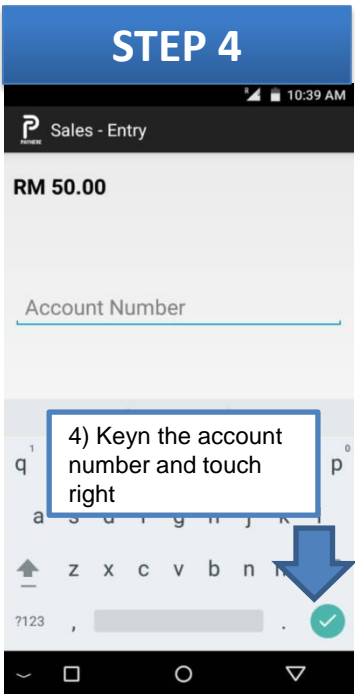 STEP 4
R 10:39 AM
PAYHERE Sales - Entry
RM 50.00
Account Number
4) Keyn the account
number and touch
right
q 1 p 0
a
z x c v b n
?123 , .